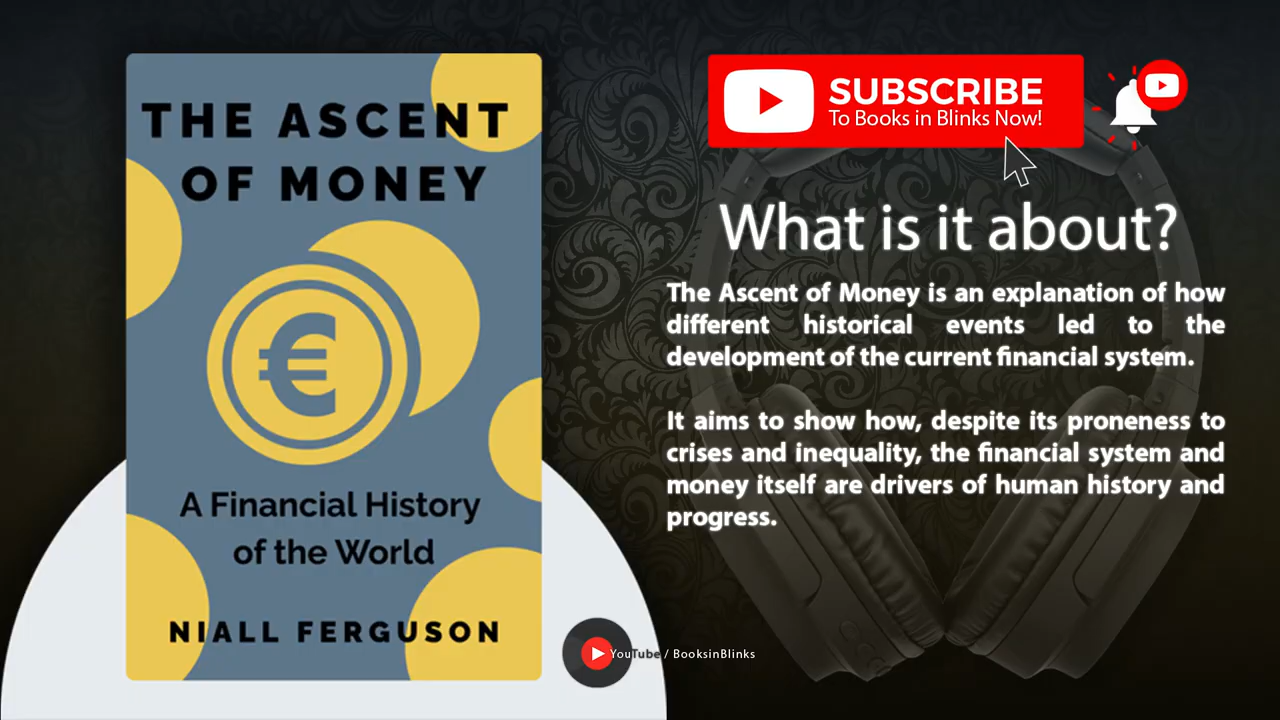 THE ASCENT
OF MONEY
€
A Financial History
of the World
NIALL FERGUSON
SUBSCRIBE
To Books in Blinks Now!
What is it about?
The Ascent of Money is an explanation of how
different historical events led to the
development of the current financial system.
It aims to show how, despite its proneness to
crises and inequality, the financial system and
money itself are drivers of human history and
progress.
YouTube / BooksinBlinks